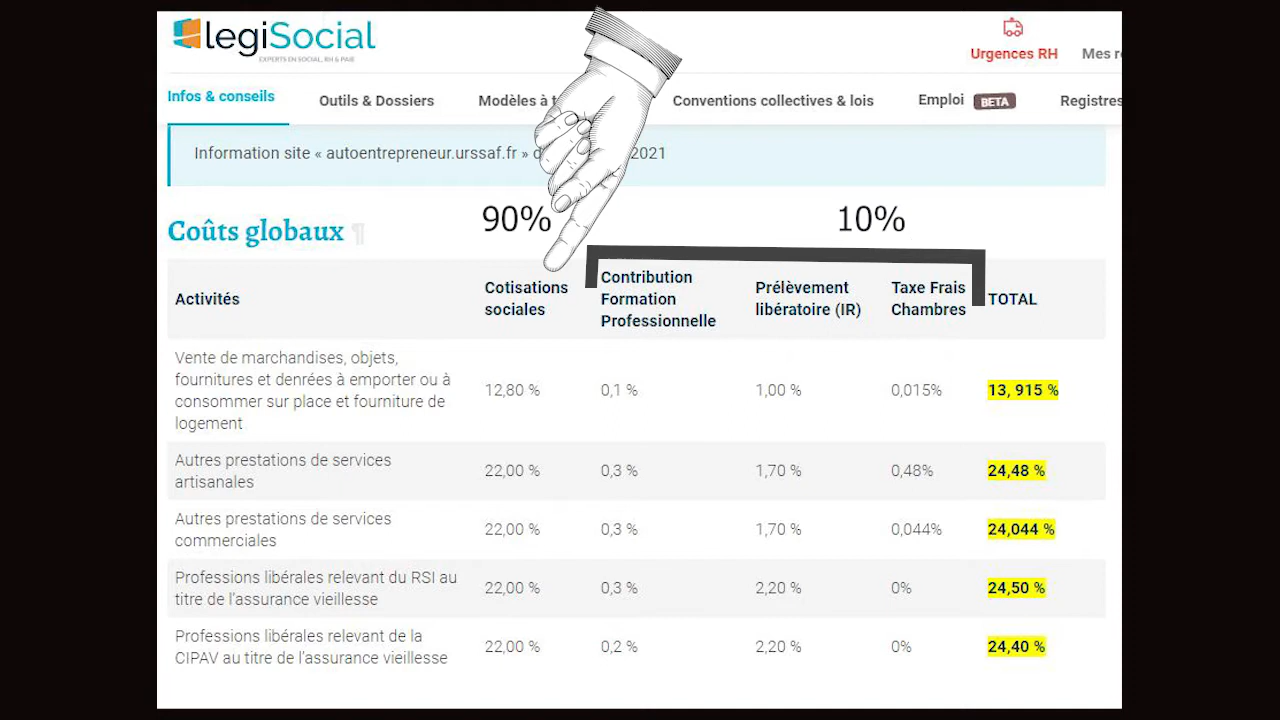 legiSocial
EXPERTS EN SOCIAL, RH & PAIE
Urgences RH
Mes
Infos & conseils
Outils & Dossiers
Modèles à
Conventions collectives & lois
Emploi BETA
Registres
Information site « autoentrepreneur.urssaf.fr » 2021
Coûts globaux ¶
90%
10%
Activités
Cotisations
sociales
Contribution
Formation
Professionnelle
Prélèvement
libératoire (IR)
Taxe Frais
Chambres
TOTAL
Vente de marchandises, objets,
fournitures et denrées à emporter ou à
consommer sur place et fourniture de
logement
12,80 %
0,1 %
1,00 %
0,015%
13, 915 %
Autres prestations de services
artisanales
22,00 %
0,3 %
1,70 %
0,48%
24,48 %
Autres prestations de services
commerciales
22,00 %
0,3 %
1,70 %
0,044%
24,044 %
Professions libérales relevant du RSI au
titre de l'assurance vieillesse
22,00 %
0,3 %
2,20 %
0%
24,50 %
Professions libérales relevant de la
CIPAV au titre de l'assurance vieillesse
22,00 %
0,2 %
2,20 %
0%
24,40 %